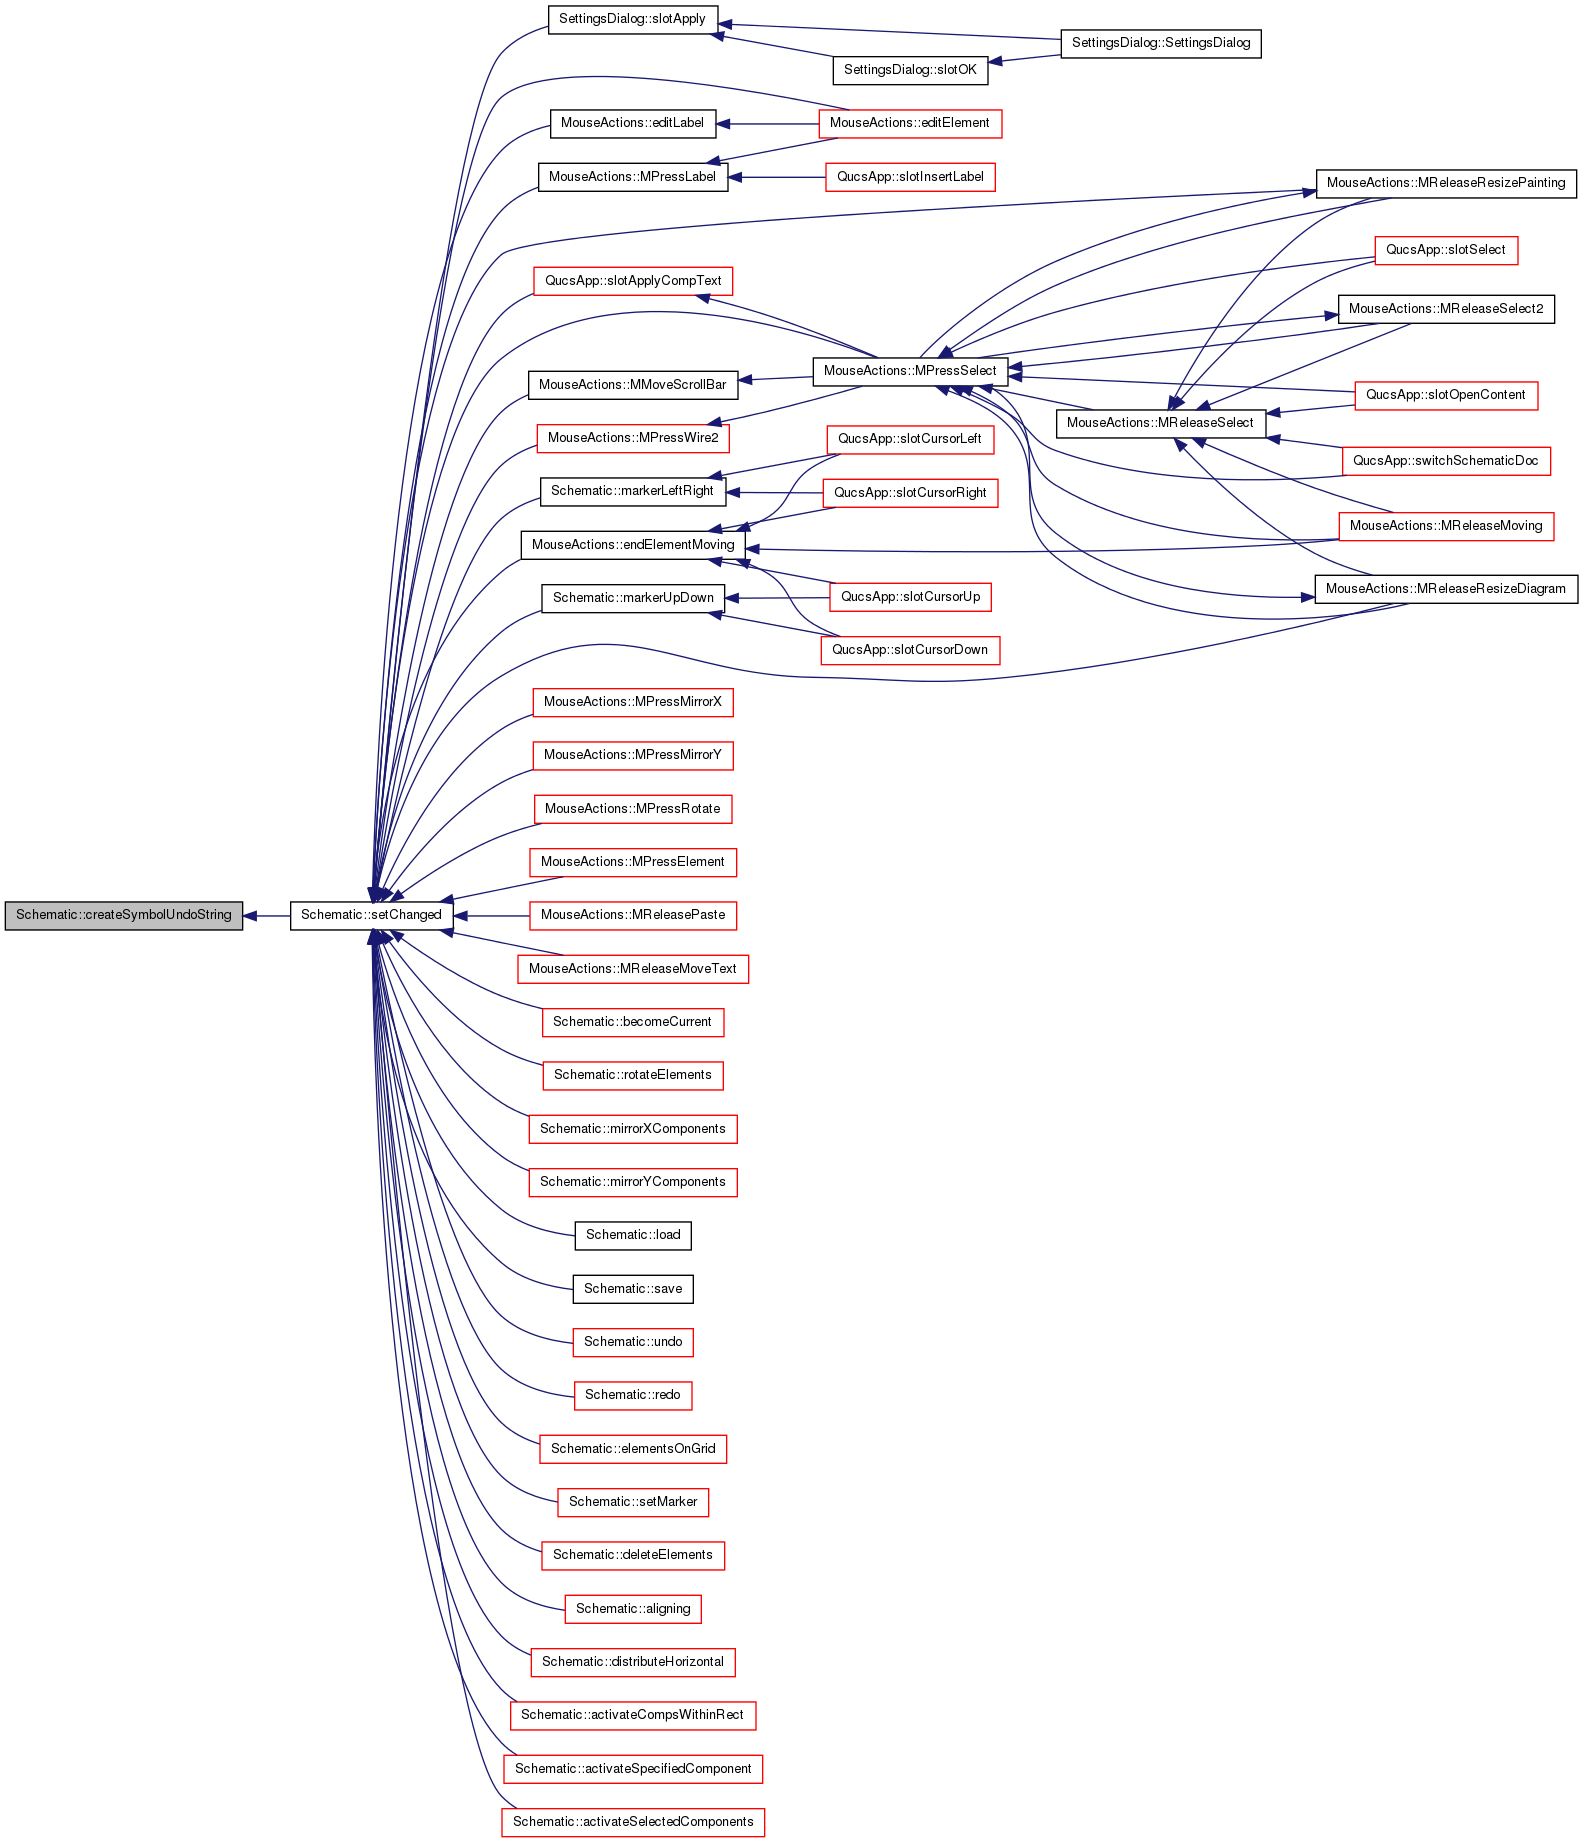 SettingsDialog::slotApply
SettingsDialog::SettingsDialog
SettingsDialog::slotOK
MouseActions::editLabel
MouseActions::editElement
MouseActions::MPressLabel
QucsApp::slotInsertLabel
MouseActions::MReleaseResizePainting
QucsApp::slotSelect
QucsApp::slotApplyCompText
MouseActions::MReleaseSelect2
MouseActions::MPressSelect
MouseActions::MMoveScrollBar
QucsApp::slotOpenContent
MouseActions::MReleaseSelect
MouseActions::MPressWire2
QucsApp::slotCursorLeft
QucsApp::switchSchematicDoc
Schematic::markerLeftRight
QucsApp::slotCursorRight
MouseActions::MReleaseMoving
MouseActions::endElementMoving
MouseActions::MReleaseResizeDiagram
Schematic::markerUpDown
QucsApp::slotCursorUp
QucsApp::slotCursorDown
MouseActions::MPressMirrorX
MouseActions::MPressMirrorY
MouseActions::MPressRotate
MouseActions::MPressElement
Schematic::createSymbolUndoString
Schematic::setChanged
MouseActions::MReleasePaste
MouseActions::MReleaseMoveText
Schematic::becomeCurrent
Schematic::rotateElements
Schematic::mirrorXComponents
Schematic::mirrorYComponents
Schematic::load
Schematic::save
Schematic::undo
Schematic::redo
Schematic::elementsOnGrid
Schematic::setMarker
Schematic::deleteElements
Schematic::aligning
Schematic::distributeHorizontal
Schematic::activateCompsWithinRect
Schematic::activateSpecifiedComponent
Schematic::activateSelectedComponents